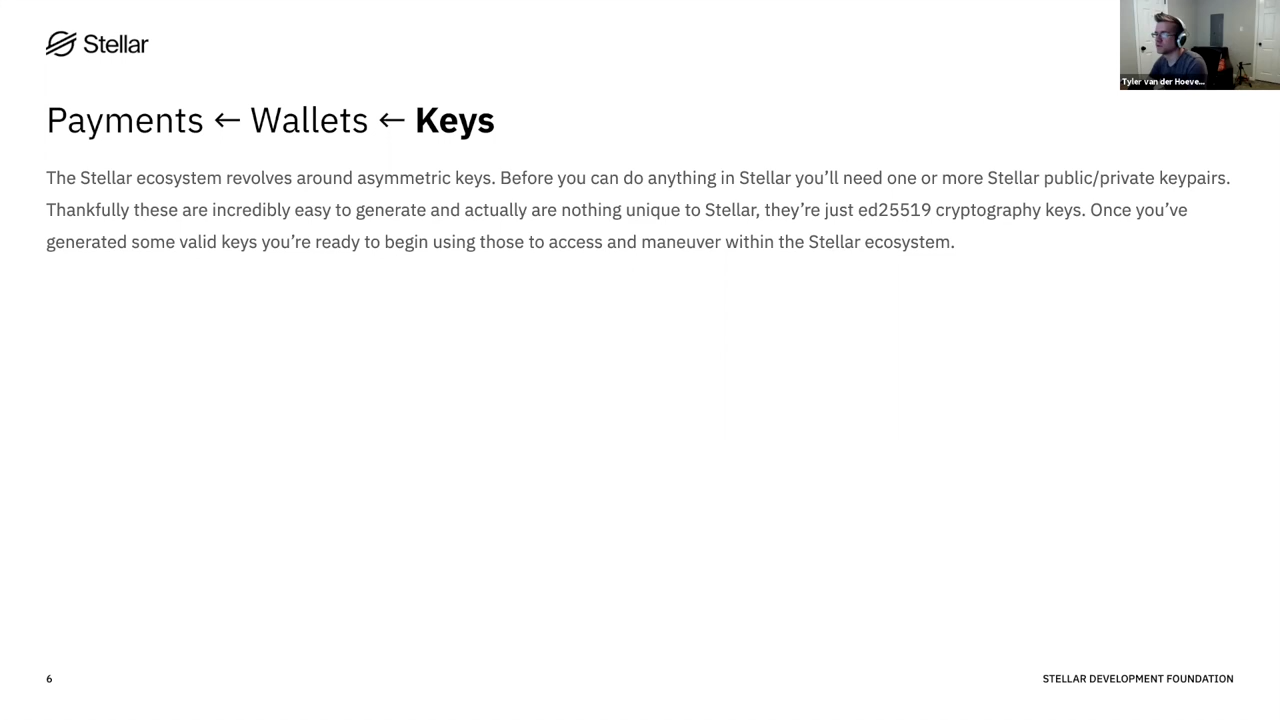 Stellar
Tyler van der Hoeve...
Payments ← Wallets ← Keys
The Stellar ecosystem revolves around asymmetric keys. Before you can do anything in Stellar you’ll need one or more Stellar public/private keypairs.
Thankfully these are incredibly easy to generate and actually are nothing unique to Stellar, they’re just ed25519 cryptography keys. Once you’ve
generated some valid keys you’re ready to begin using those to access and maneuver within the Stellar ecosystem.
6
STELLAR DEVELOPMENT FOUNDATION